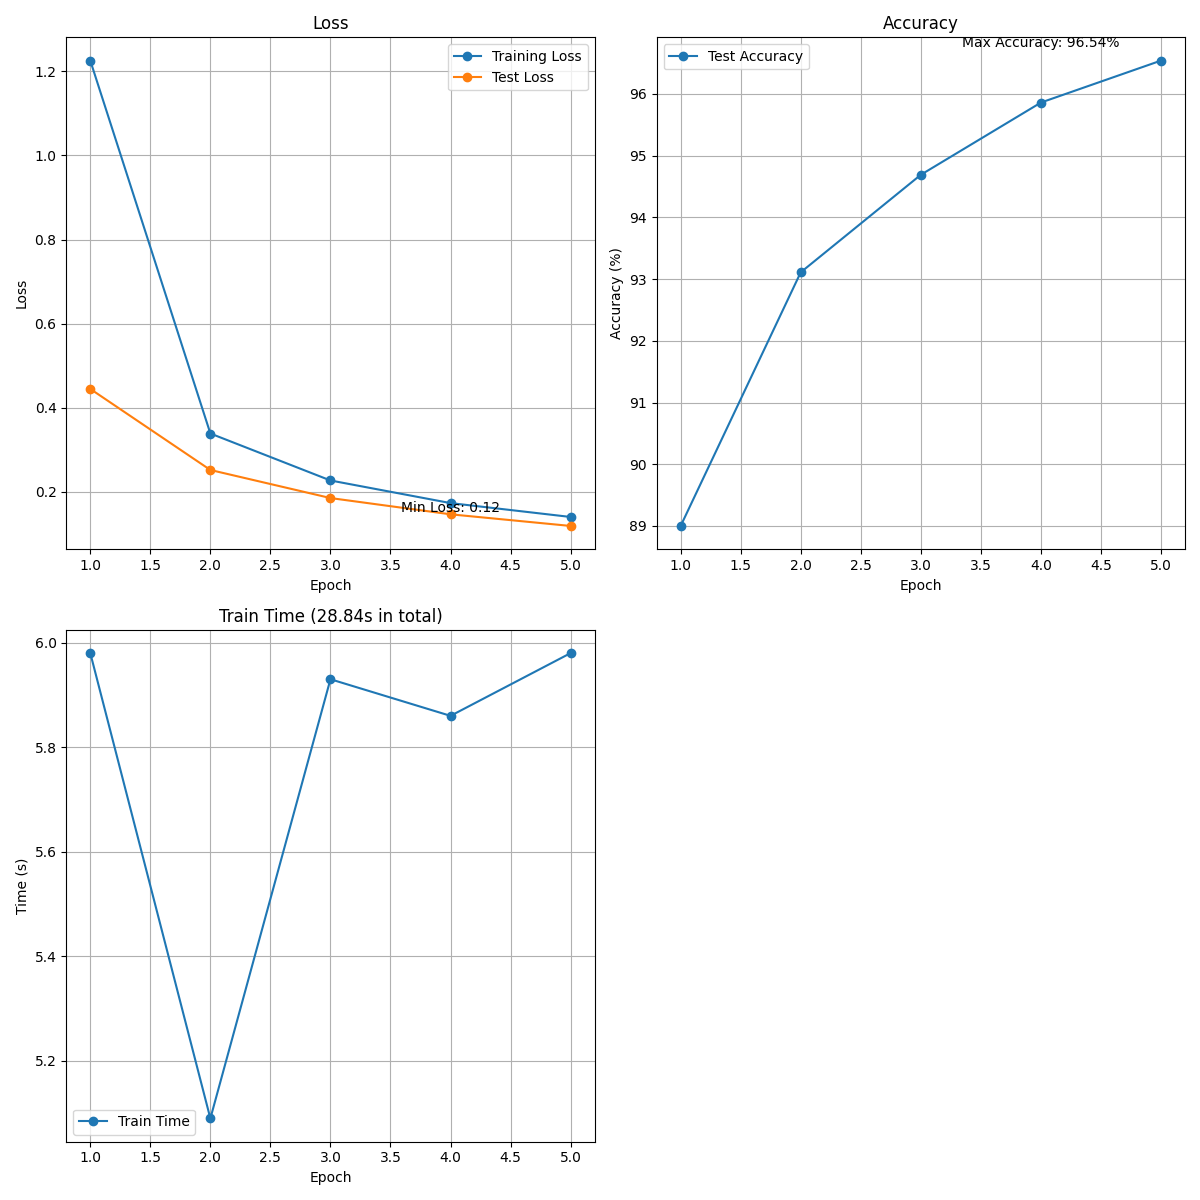 Loss
Training Loss
Test Loss
1.2
1.0
0.8
0.6
0.4
0.2
Loss
Min Loss: 0.12
1.0 1.5 2.0 2.5 3.0 3.5 4.0 4.5 5.0
Epoch
Accuracy
Max Accuracy: 96.54%
Test Accuracy
96
95
94
93
92
91
90
89
Accuracy (%)
1.0 1.5 2.0 2.5 3.0 3.5 4.0 4.5 5.0
Epoch
Train Time (28.84s in total)
6.0
5.8
5.6
5.4
5.2
Time (s)
Train Time
1.0 1.5 2.0 2.5 3.0 3.5 4.0 4.5 5.0
Epoch